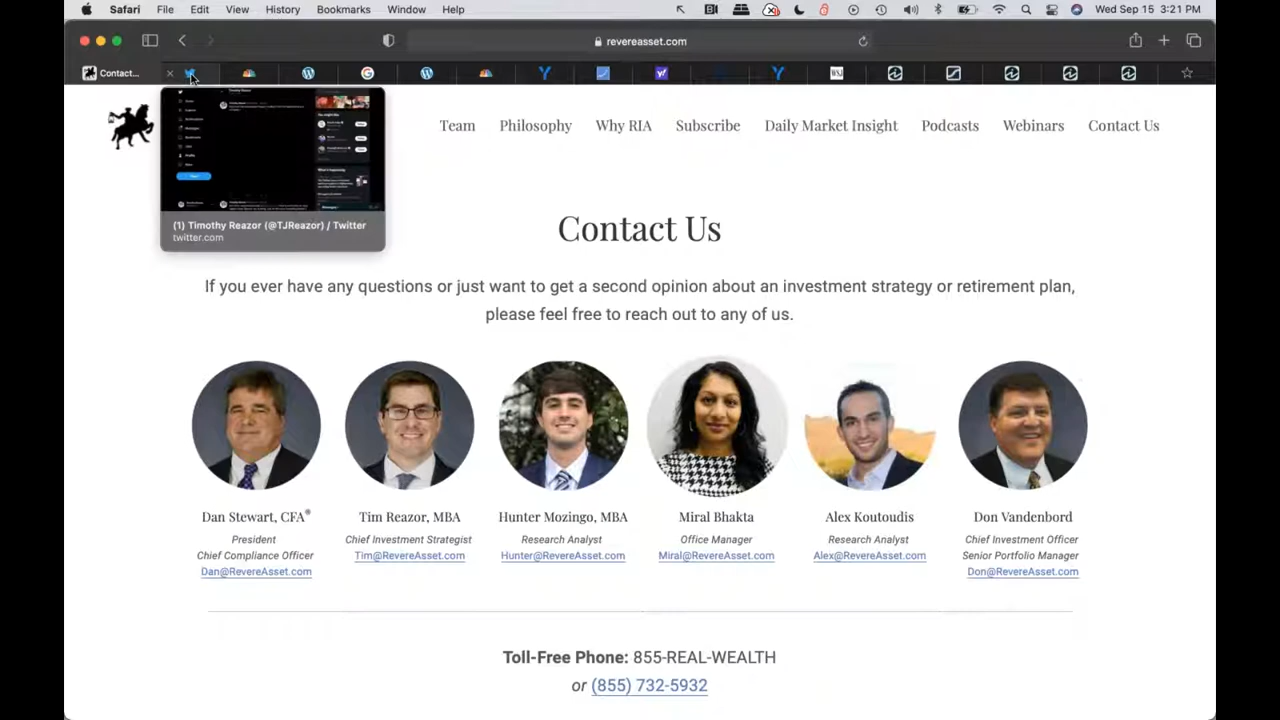 Safari File Edit View History Bookmarks Window Help Wed Sep 15 3:21 PM
revereasset.com
Contact...
(1) Timothy Reazor (@TJReazor) / Twitter
twitter.com
Team Philosophy Why RIA Subscribe Daily Market Insight Podcasts Webinars Contact Us
Contact Us
If you ever have any questions or just want to get a second opinion about an investment strategy or retirement plan,
please feel free to reach out to any of us.
Dan Stewart, CFA® Tim Reazor, MBA Hunter Mozingo, MBA Miral Bhakta Alex Koutoudis Don Vandenbord
President Chief Investment Strategist Research Analyst Office Manager Research Analyst Chief Investment Officer
Chief Compliance Officer Tim@RevereAsset.com Hunter@RevereAsset.com Miral@RevereAsset.com Alex@RevereAsset.com Senior Portfolio Manager
Dan@RevereAsset.com Don@RevereAsset.com
Toll-Free Phone: 855-REAL-WEALTH
or (855) 732-5932